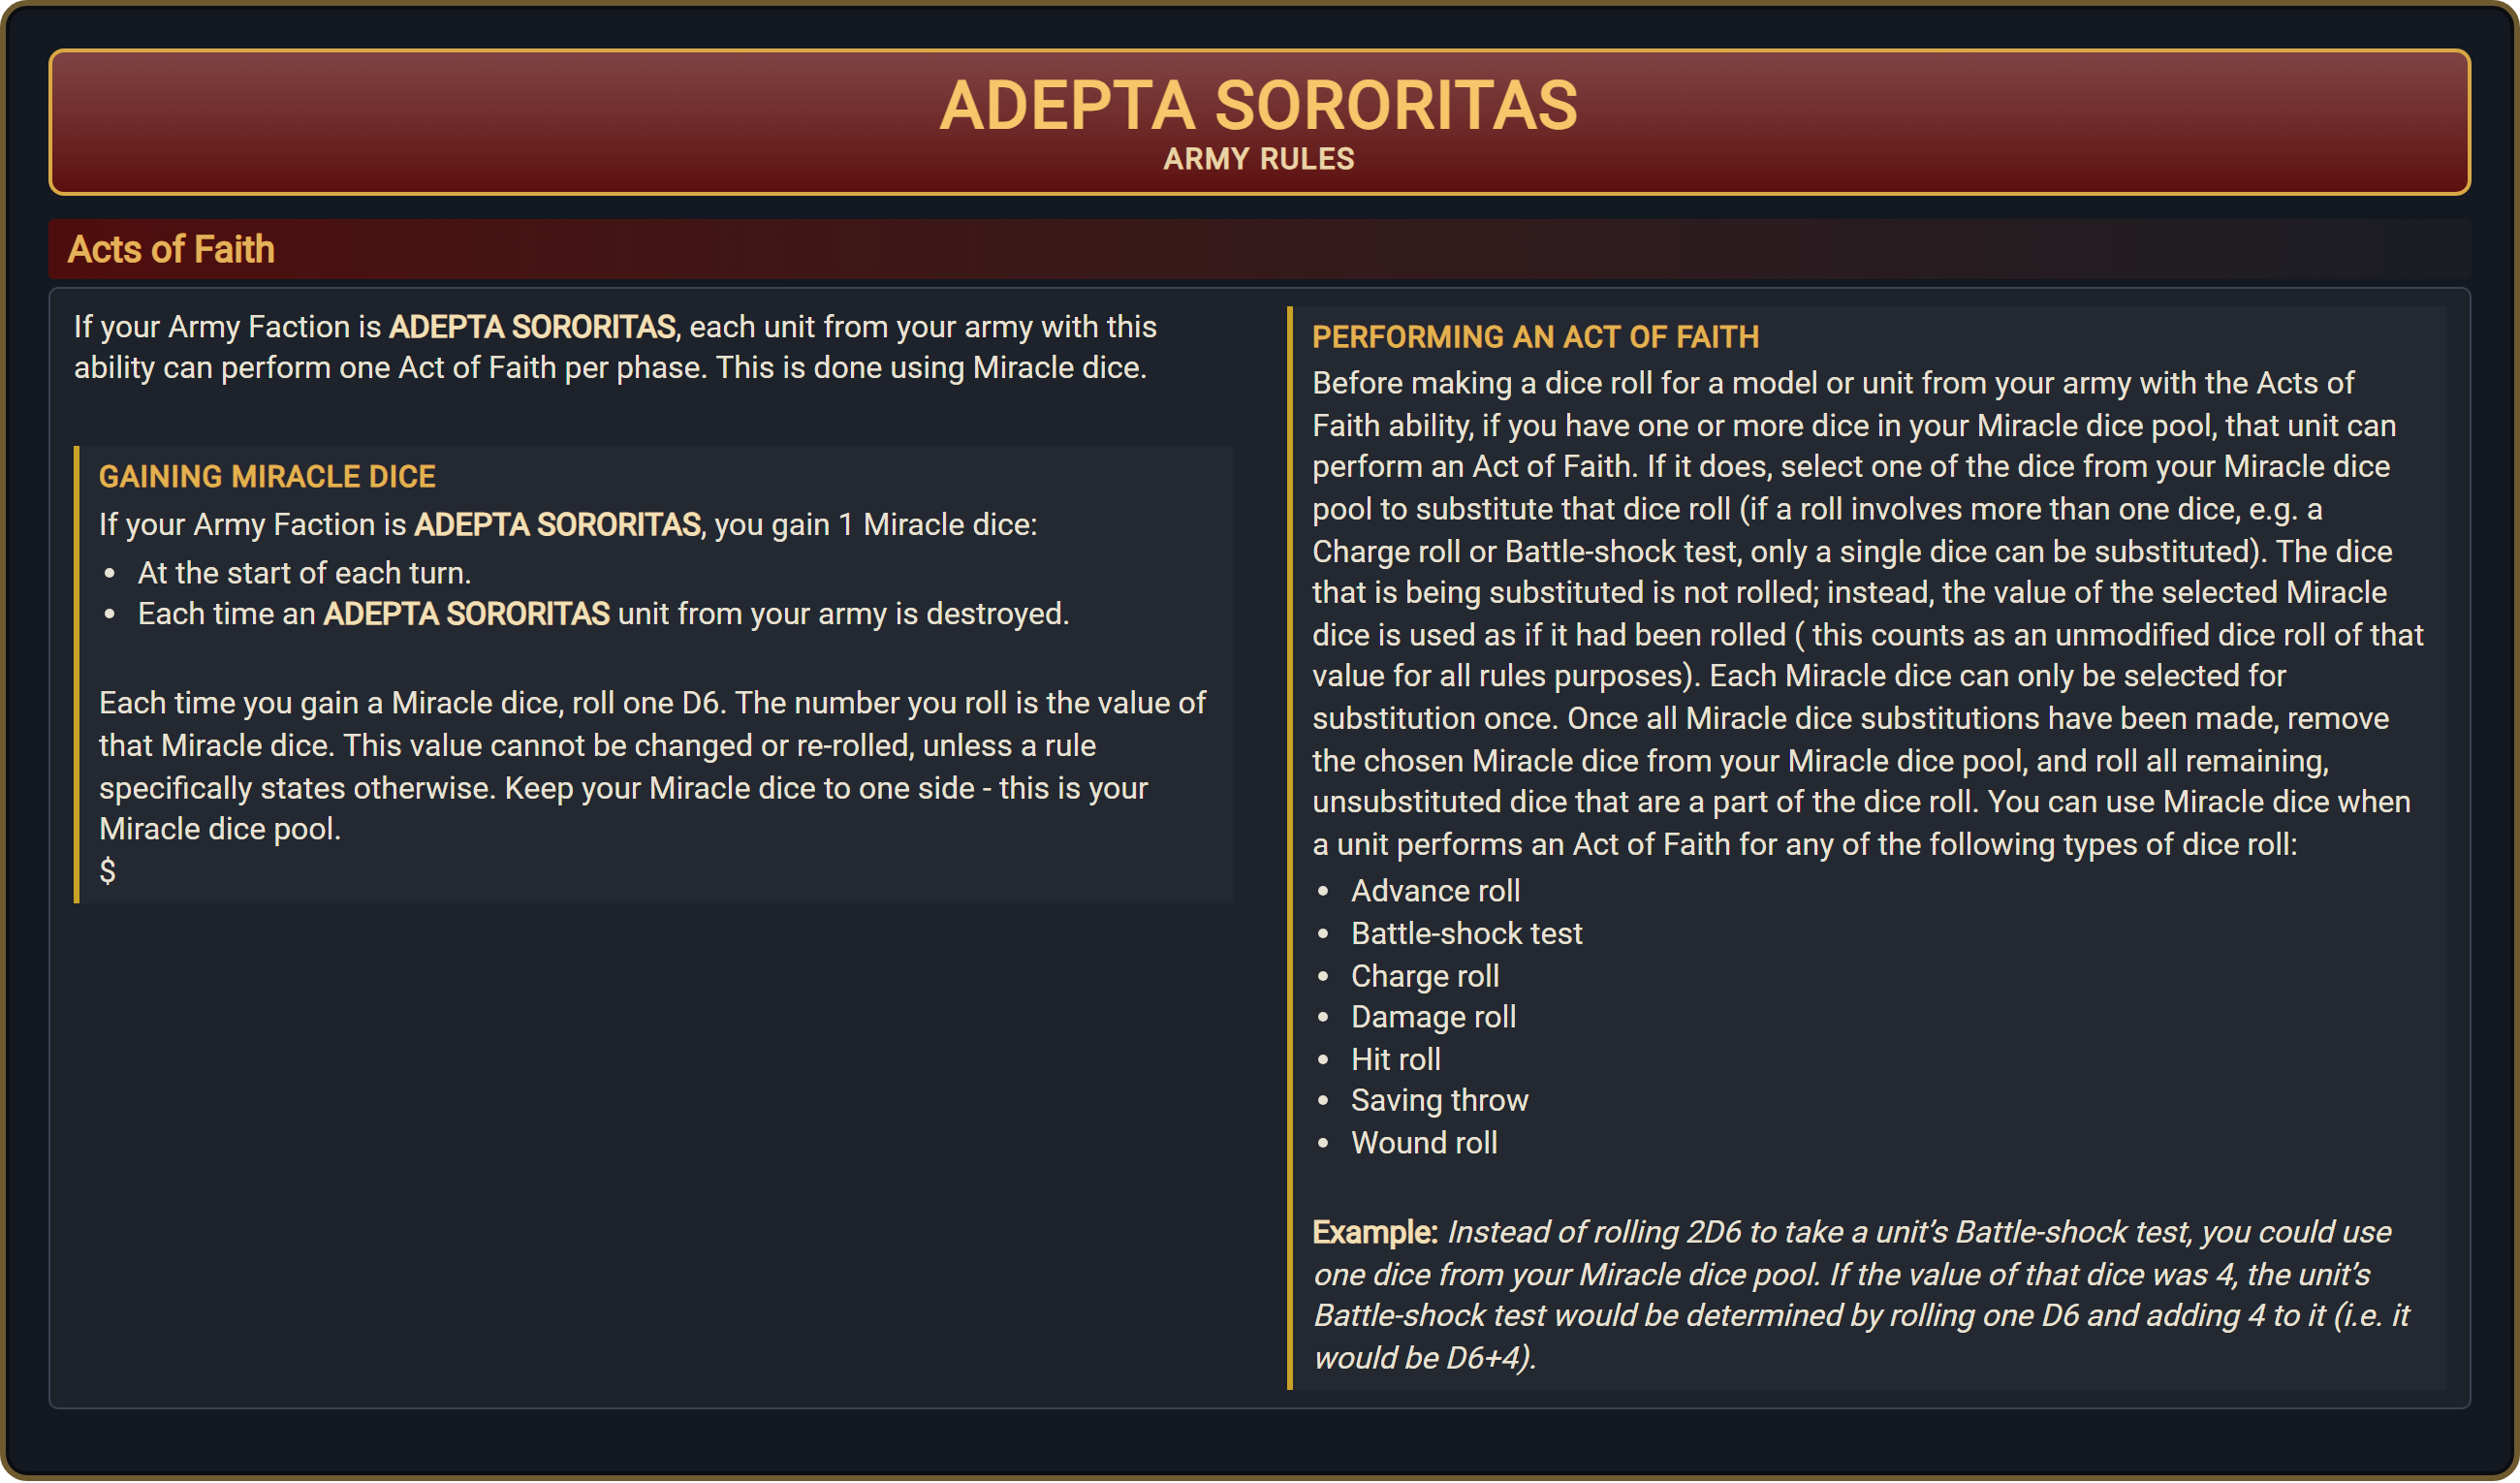 ADEPTA SORORITAS
ARMY RULES
Acts of Faith
If your Army Faction is ADEPTA SORORITAS, each unit from your army with this
ability can perform one Act of Faith per phase. This is done using Miracle dice.
GAINING MIRACLE DICE
If your Army Faction is ADEPTA SORORITAS, you gain 1 Miracle dice:
• At the start of each turn.
• Each time an ADEPTA SORORITAS unit from your army is destroyed.
Each time you gain a Miracle dice, roll one D6. The number you roll is the value of
that Miracle dice. This value cannot be changed or re-rolled, unless a rule
specifically states otherwise. Keep your Miracle dice to one side - this is your
Miracle dice pool.
$
PERFORMING AN ACT OF FAITH
Before making a dice roll for a model or unit from your army with the Acts of
Faith ability, if you have one or more dice in your Miracle dice pool, that unit can
perform an Act of Faith. If it does, select one of the dice from your Miracle dice
pool to substitute that dice roll (if a roll involves more than one dice, e.g. a
Charge roll or Battle-shock test, only a single dice can be substituted). The dice
that is being substituted is not rolled; instead, the value of the selected Miracle
dice is used as if it had been rolled ( this counts as an unmodified dice roll of that
value for all rules purposes). Each Miracle dice can only be selected for
substitution once. Once all Miracle dice substitutions have been made, remove
the chosen Miracle dice from your Miracle dice pool, and roll all remaining,
unsubstituted dice that are a part of the dice roll. You can use Miracle dice when
a unit performs an Act of Faith for any of the following types of dice roll:
• Advance roll
• Battle-shock test
• Charge roll
• Damage roll
• Hit roll
• Saving throw
• Wound roll
Example: Instead of rolling 2D6 to take a unit’s Battle-shock test, you could use
one dice from your Miracle dice pool. If the value of that dice was 4, the unit’s
Battle-shock test would be determined by rolling one D6 and adding 4 to it (i.e. it
would be D6+4).